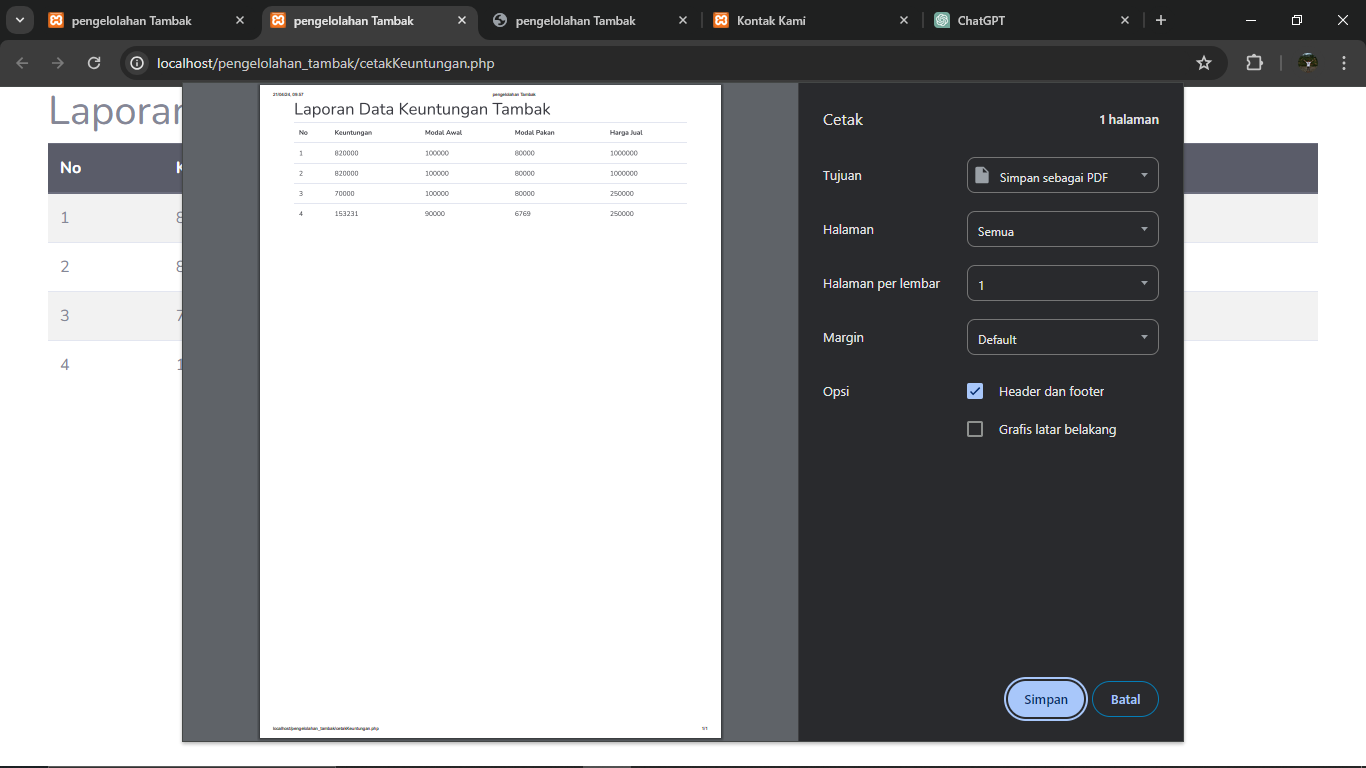 pengelolahan Tambak
pengelolahan Tambak
pengelolahan Tambak
Kontak Kami
ChatGPT
localhost/pengelolahan_tambak/cetakKeuntungan.php
Laporan
No K
1 8
2 8
3 7
4 1
21/06/24, 09.57 pengelolahan Tambak
Laporan Data Keuntungan Tambak
No Keuntungan Modal Awal Modal Pakan Harga Jual
1 820000 100000 80000 1000000
2 820000 100000 80000 1000000
3 70000 100000 80000 250000
4 153231 90000 6769 250000
localhost/pengelolahan_tambak/cetakKeuntungan.php 1/1
Cetak 1 halaman
Tujuan Simpan sebagai PDF
Halaman Semua
Halaman per lembar 1
Margin Default
Opsi Header dan footer
Grafis latar belakang
Simpan Batal